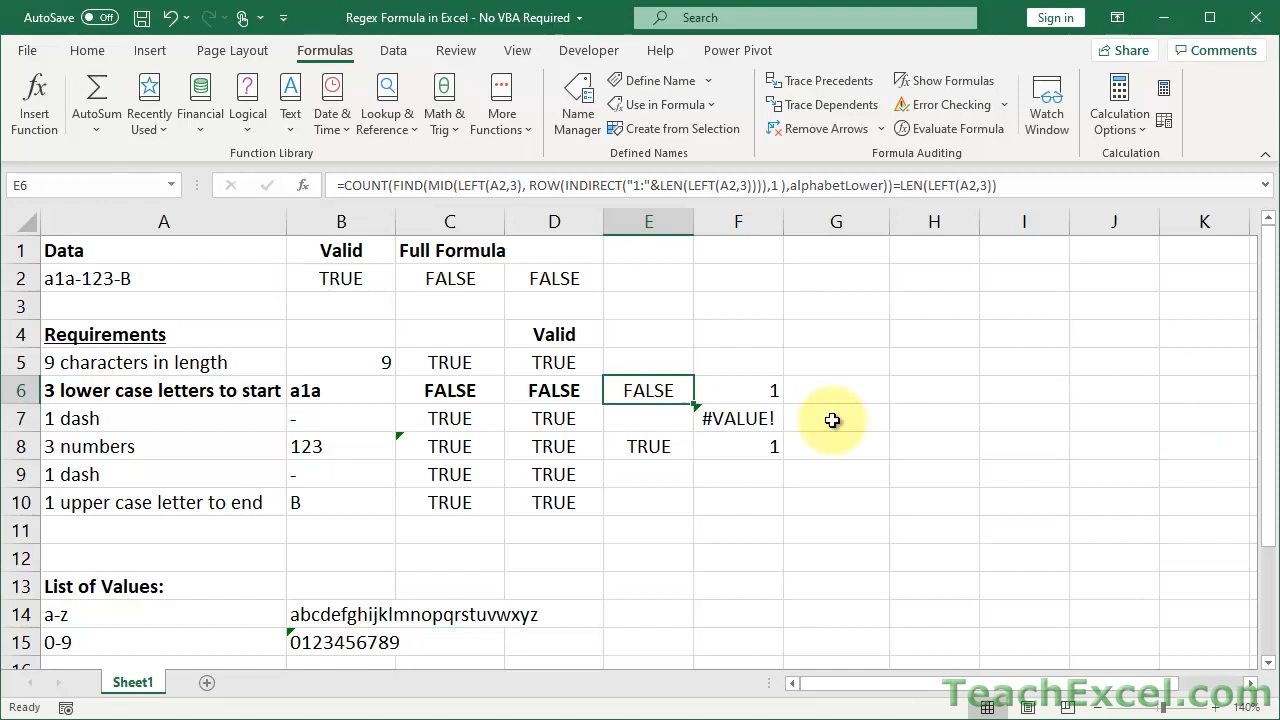 AutoSave Off Regex Formula in Excel - No VBA Required Search Sign in
File Home Insert Page Layout Formulas Data Review View Developer Help Power Pivot Share Comments
Insert Function
AutoSum
Recently Used
Financial
Logical
Text
Date & Time
Lookup & Reference
Math & Trig
More Functions
Function Library
Name Manager
Define Name
Use in Formula
Create from Selection
Defined Names
Trace Precedents
Trace Dependents
Remove Arrows
Show Formulas
Error Checking
Evaluate Formula
Formula Auditing
Watch Window
Calculation Options
Calculation
E6 fx =COUNT(FIND(MID(LEFT(A2,3), ROW(INDIRECT("1:"&LEN(LEFT(A2,3)))),1 ),alphabetLower))=LEN(LEFT(A2,3))
A B C D E F G H I J K
1 Data Valid Full Formula
2 a1a-123-B TRUE FALSE FALSE
3
4 Requirements Valid
5 9 characters in length 9 TRUE TRUE
6 3 lower case letters to start a1a FALSE FALSE FALSE 1
7 1 dash - TRUE TRUE #VALUE!
8 3 numbers 123 TRUE TRUE TRUE 1
9 1 dash - TRUE TRUE
10 1 upper case letter to end B TRUE TRUE
11
12
13 List of Values:
14 a-z abcdefghijklmnopqrstuvwxyz
15 0-9 0123456789
Sheet1
Ready 140%
TeachExcel.com